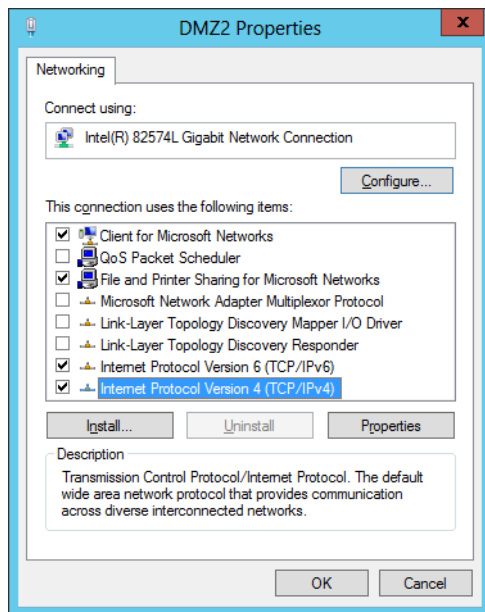 DMZ2 Properties
x
Networking
Connect using:
Intel(R) 82574L Gigabit Network Connection
Configure...
This connection uses the following items:
Client for Microsoft Networks
QoS Packet Scheduler
File and Printer Sharing for Microsoft Networks
Microsoft Network Adapter Multiplexor Protocol
Link-Layer Topology Discovery Mapper I/O Driver
Link-Layer Topology Discovery Responder
Internet Protocol Version 6 (TCP/IPv6)
Internet Protocol Version 4 (TCP/IPv4)
Install...
Uninstall
Properties
Description
Transmission Control Protocol/Internet Protocol. The default
wide area network protocol that provides communication
across diverse interconnected networks.
OK
Cancel